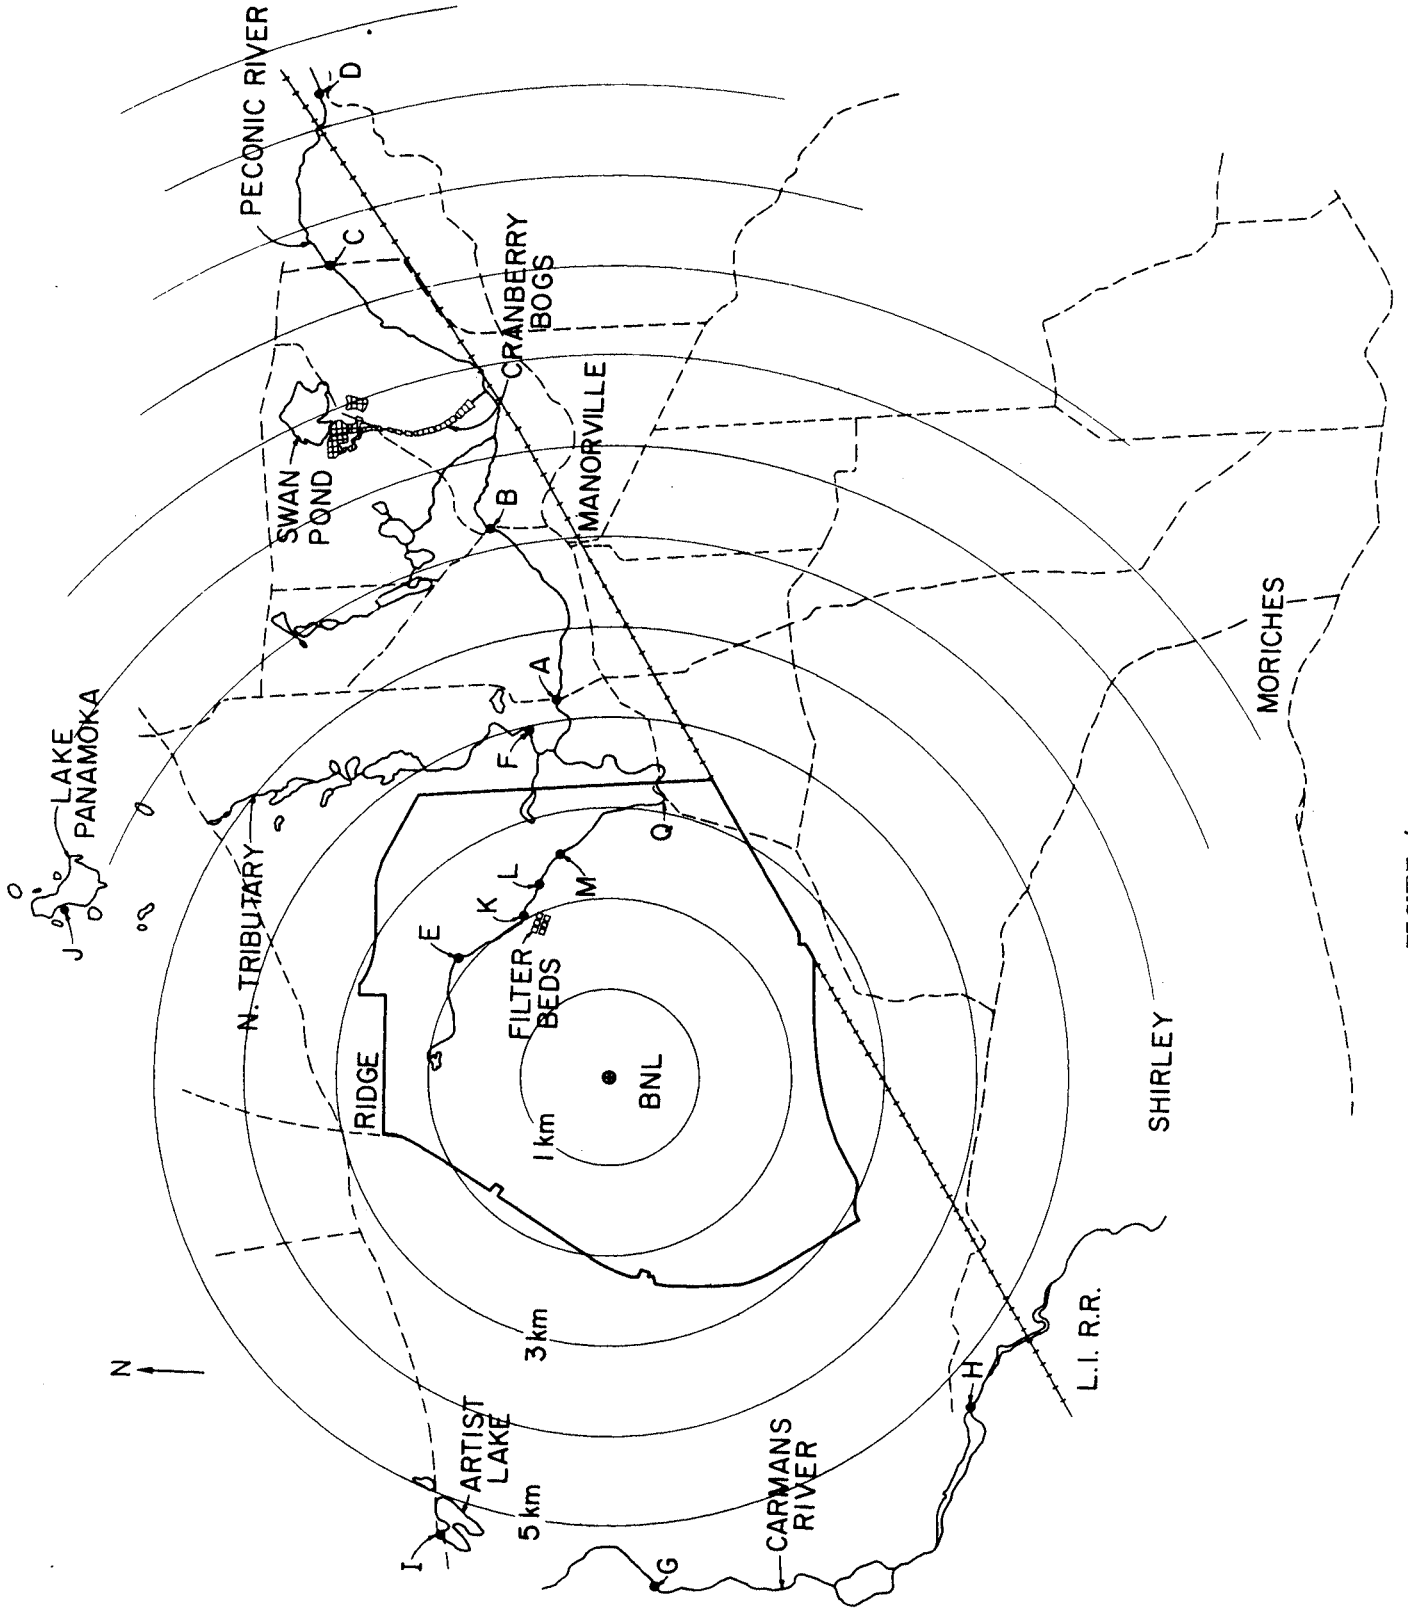 N
J
LAKE
PANAMOKA
N. TRIBUTARY
PECONIC RIVER
D
C
SWAN
POND
CRANBERRY
BOGS
B
MANORVILLE
A
F
Q
RIDGE
E
K
L
M
FILTER
BEDS
BNL
1 km
3 km
5 km
I
ARTIST
LAKE
G
CARMANS
RIVER
H
L.I. R.R.
SHIRLEY
MORICHES